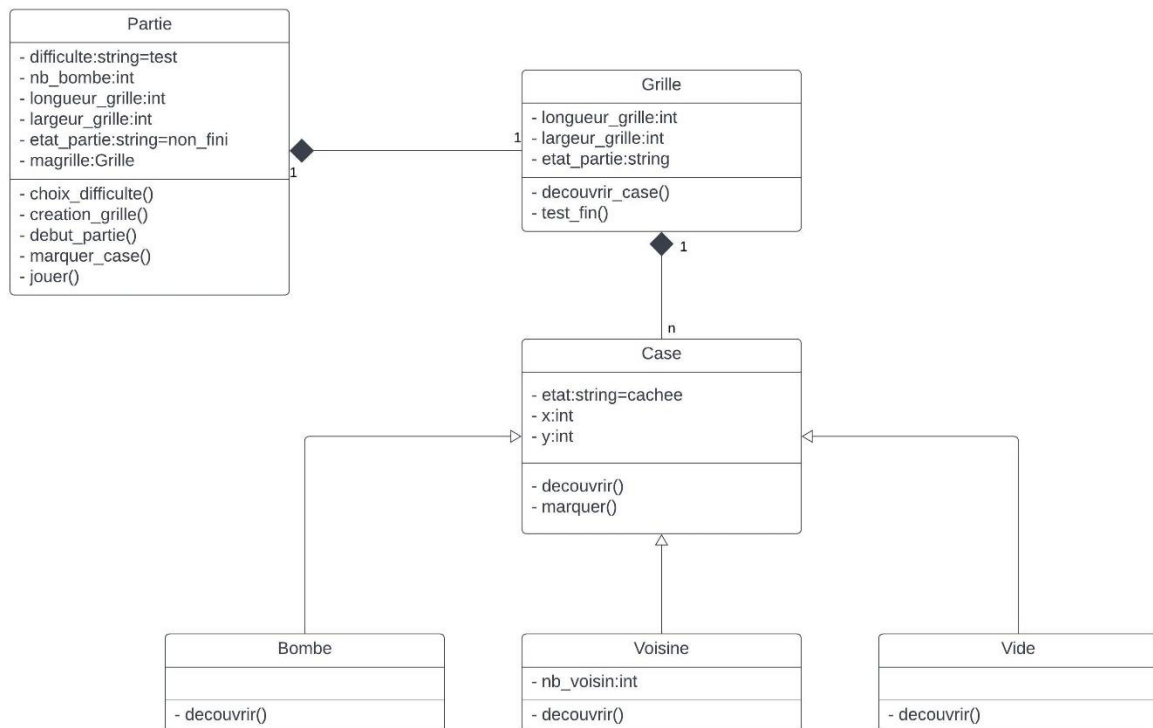 Partie
- difficulte:string=test
- nb_bombe:int
- longueur_grille:int
- largeur_grille:int
- etat_partie:string=non_fini
- magrille:Grille
- choix_difficulte()
- creation_grille()
- debut_partie()
- marquer_case()
- jouer()
1
1
Grille
- longueur_grille:int
- largeur_grille:int
- etat_partie:string
- decouvrir_case()
- test_fin()
1
n
Case
- etat:string=cachee
- x:int
- y:int
- decouvrir()
- marquer()
Bombe
- decouvrir()
Voisine
- nb_voisin:int
- decouvrir()
Vide
- decouvrir()